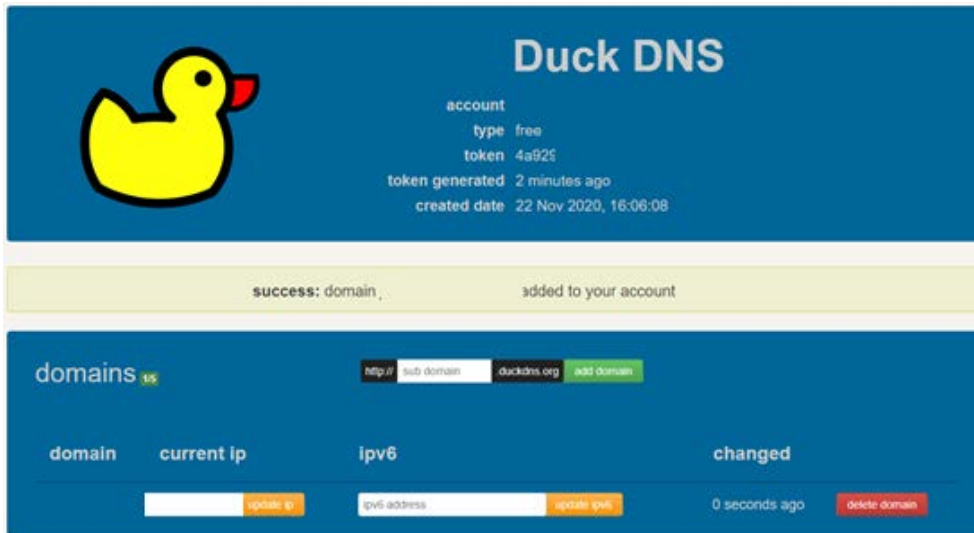 Duck DNS
account
type free
token 4a929
token generated 2 minutes ago
created date 22 Nov 2020, 16:06:08
success: domain added to your account
domains 1/5
http:// sub domain .duckdns.org add domain
domain current ip ipv6 changed
update ip ipv6 address update ipv6 0 seconds ago delete domain